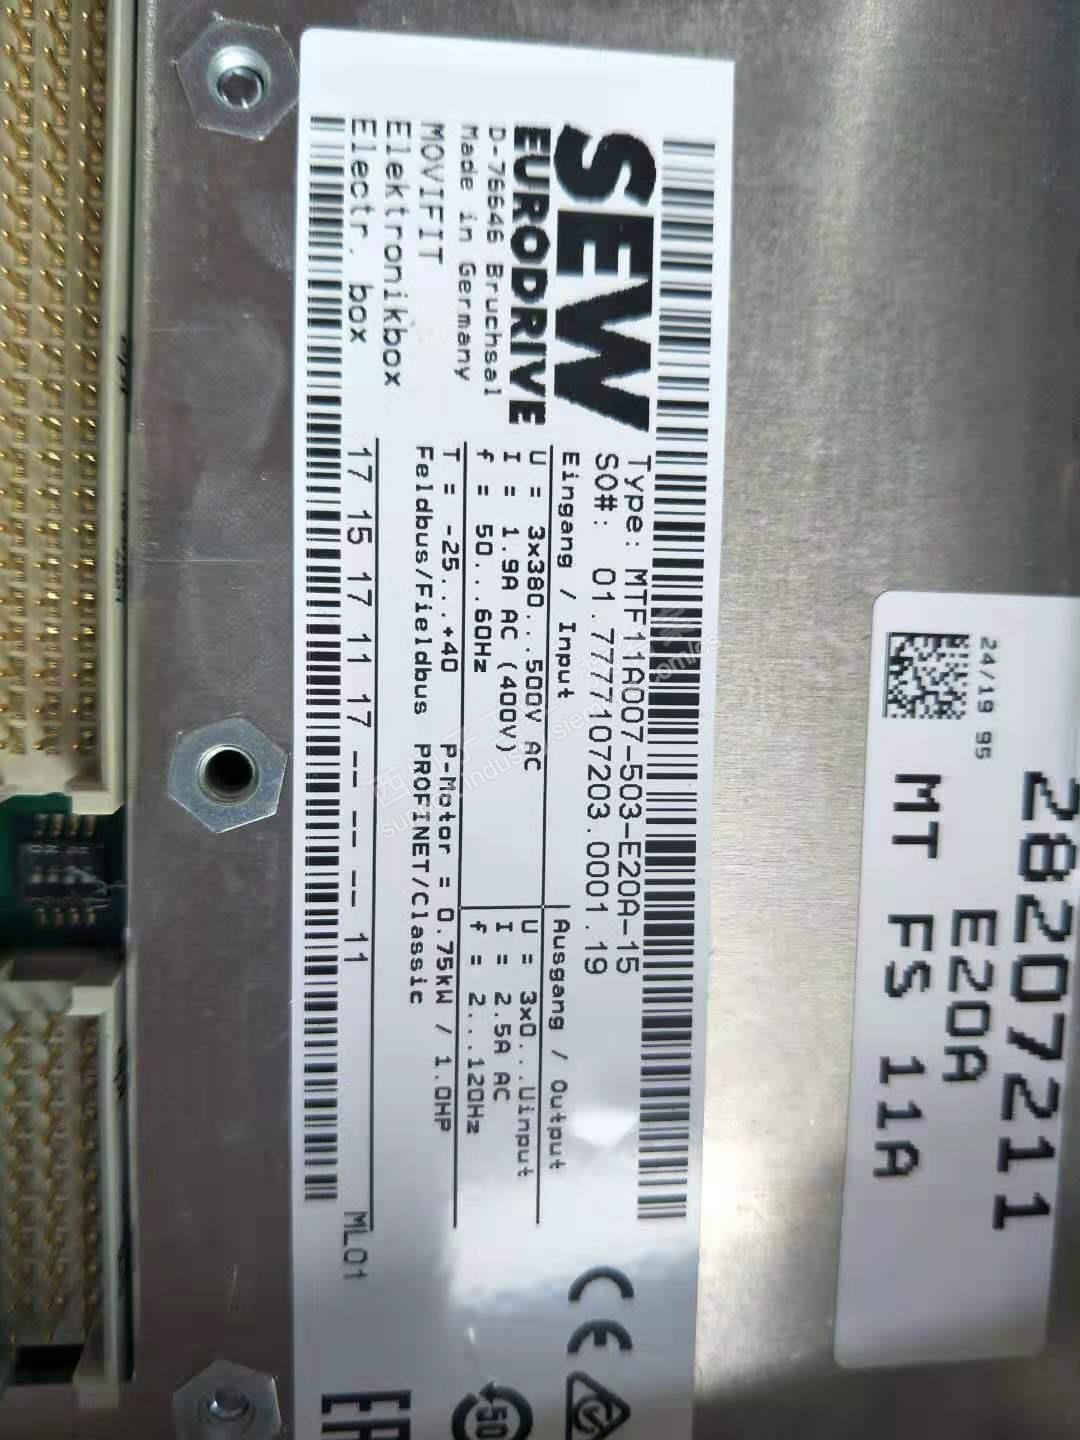 SEW
EURODRIVE
D-76646 Bruchsal
Made in Germany
MOVIFIT
Elektronikbox
Electr. box
Type: MTF11A007-503-E20A-15
SO#: 01.7777107203.0001.19
Eingang / Input
U = 3x380...500V AC
I = 1.9A AC (400V)
f = 50...60Hz
Ausgang / Output
U = 3x0...Uinput
I = 2.5A AC
f = 2...120Hz
T = -25...+40 P-Motor = 0.75kW / 1.0HP
Feldbus/Fieldbus PROFINET/Classic
17 15 17 11 17 -- -- -- 11
ML01
CE
EAC
50
28207211
E20A
MT FS 11A
24/19 95